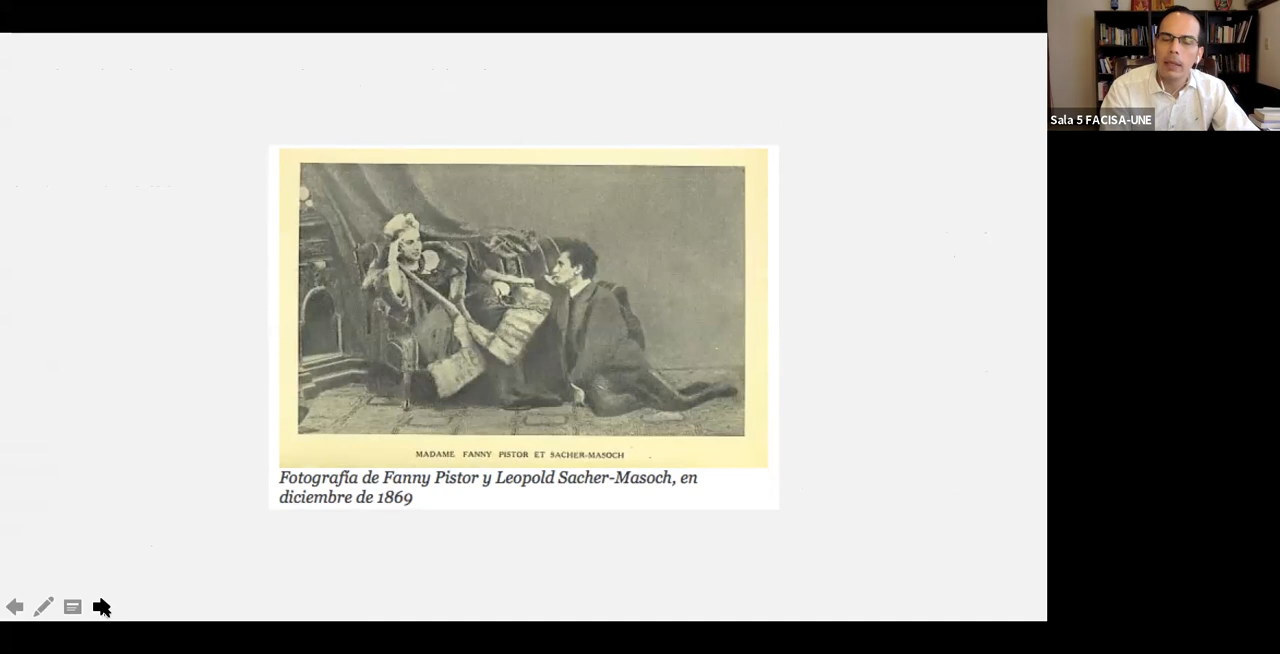 Sala 5 FACISA-UNE
MADAME FANNY PISTOR ET SACHER-MASOCH
Fotografía de Fanny Pistor y Leopold Sacher-Masoch, en
diciembre de 1869